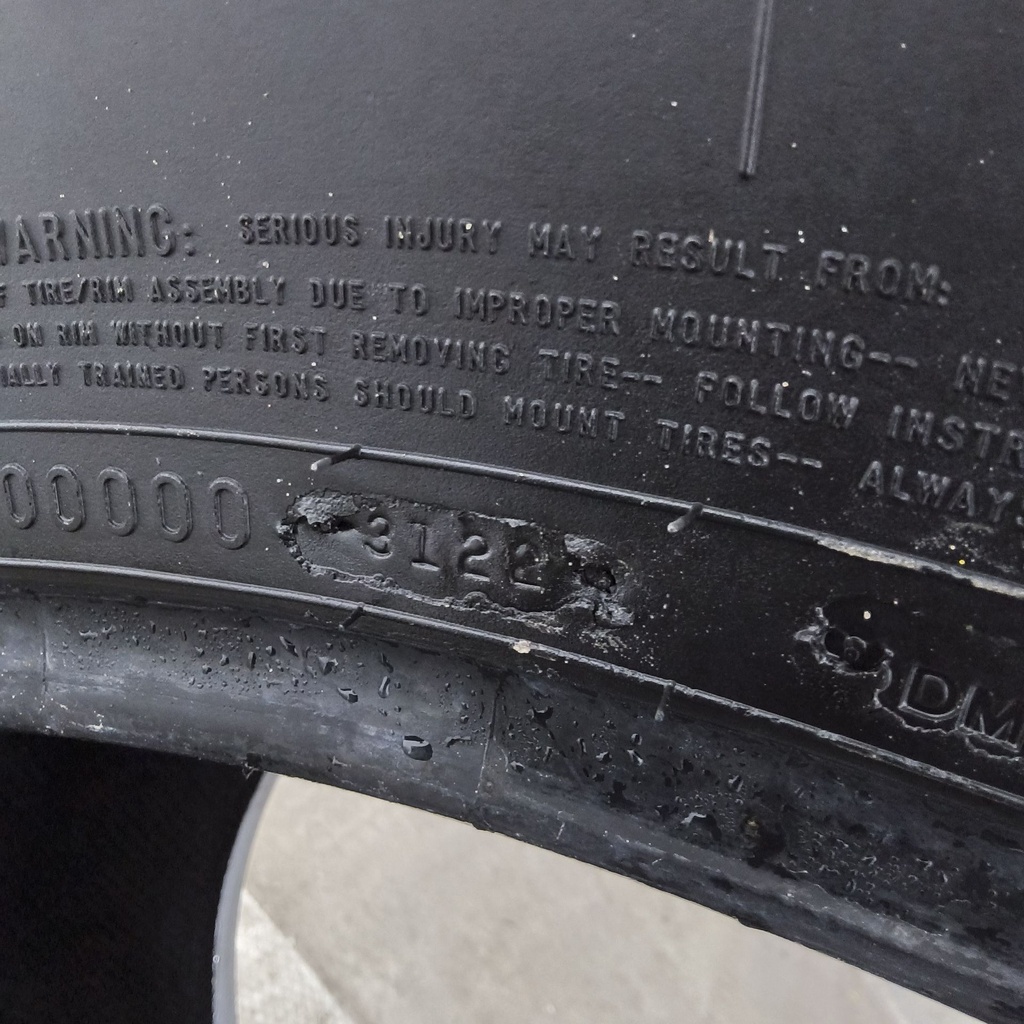 WARNING: SERIOUS INJURY MAY RESULT FROM:
TIRE/RIM ASSEMBLY DUE TO IMPROPER MOUNTING--
ON RIM WITHOUT FIRST REMOVING TIRE-- FOLLOW
TRAINED PERSONS SHOULD MOUNT TIRES-- ALWAYS
00000 3122
DM